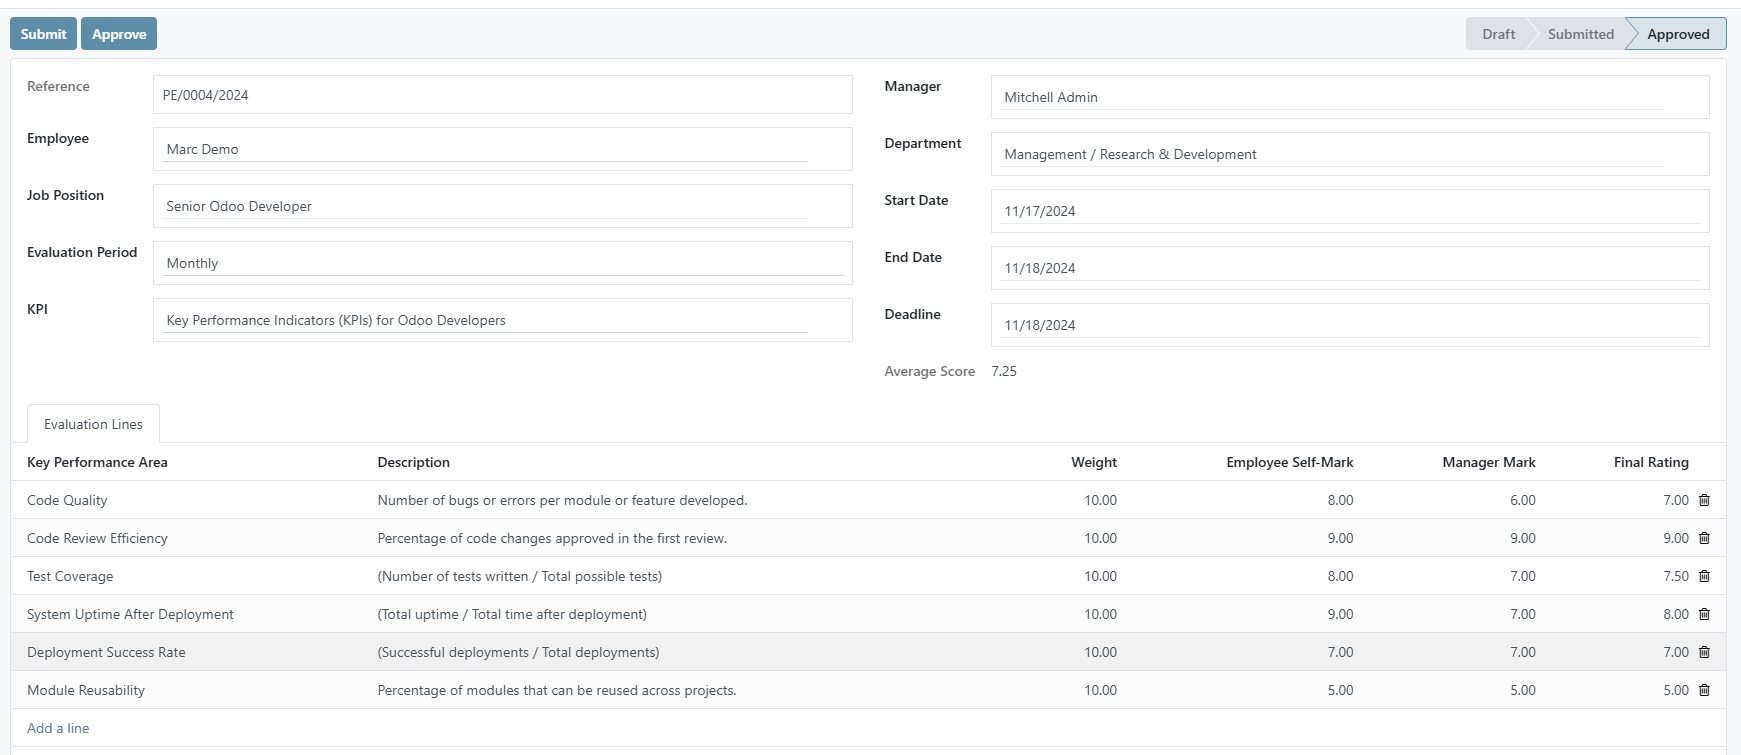 Submit Approve Draft Submitted Approved
Reference PE/0004/2024
Employee Marc Demo
Job Position Senior Odoo Developer
Evaluation Period Monthly
KPI Key Performance Indicators (KPIs) for Odoo Developers
Manager Mitchell Admin
Department Management / Research & Development
Start Date 11/17/2024
End Date 11/18/2024
Deadline 11/18/2024
Average Score 7.25
Evaluation Lines
Key Performance Area Description Weight Employee Self-Mark Manager Mark Final Rating
Code Quality Number of bugs or errors per module or feature developed. 10.00 8.00 6.00 7.00
Code Review Efficiency Percentage of code changes approved in the first review. 10.00 9.00 9.00 9.00
Test Coverage (Number of tests written / Total possible tests) 10.00 8.00 7.00 7.50
System Uptime After Deployment (Total uptime / Total time after deployment) 10.00 9.00 7.00 8.00
Deployment Success Rate (Successful deployments / Total deployments) 10.00 7.00 7.00 7.00
Module Reusability Percentage of modules that can be reused across projects. 10.00 5.00 5.00 5.00
Add a line